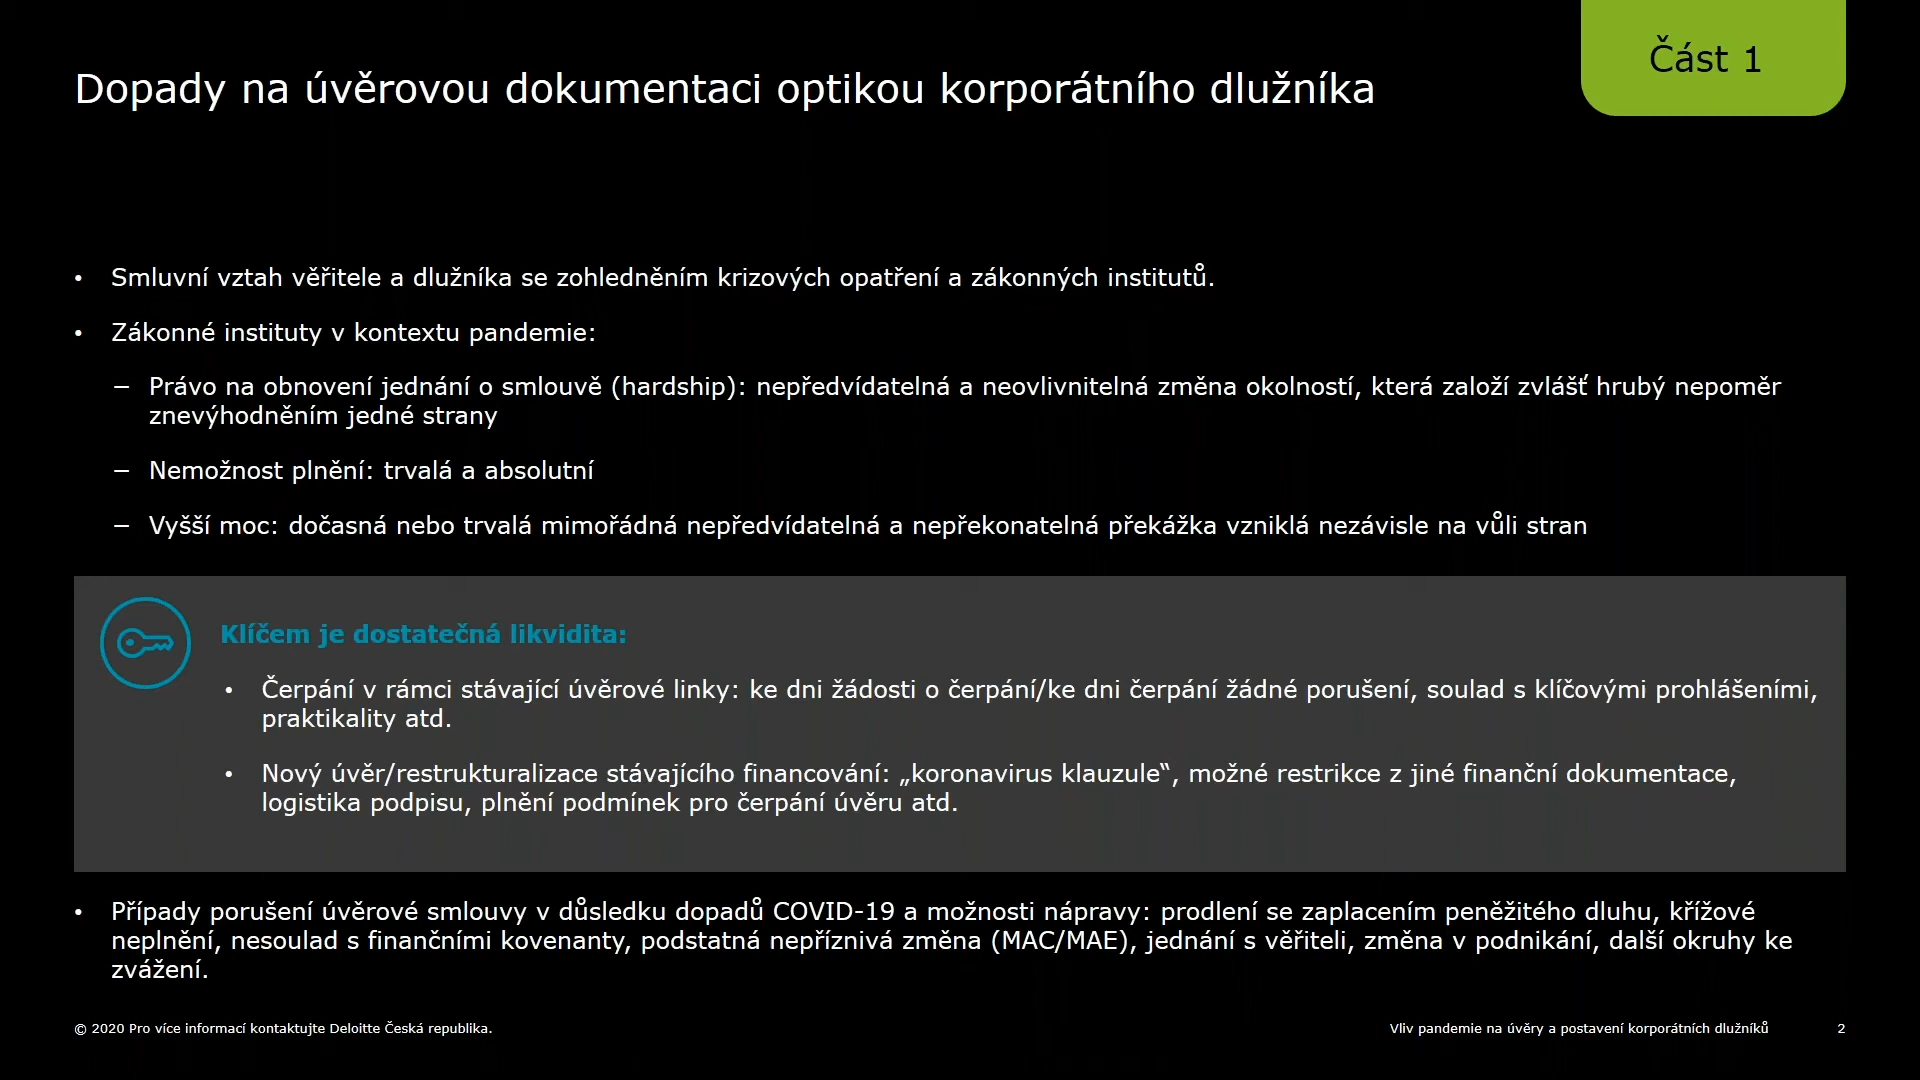 Část 1
Dopady na úvěrovou dokumentaci optikou korporátního dlužníka
• Smluvní vztah věřitele a dlužníka se zohledněním krizových opatření a zákonných institutů.
• Zákonné instituty v kontextu pandemie:
− Právo na obnovení jednání o smlouvě (hardship): nepředvídatelná a neovlivnitelná změna okolností, která založí zvlášť hrubý nepoměr
znevýhodněním jedné strany
− Nemožnost plnění: trvalá a absolutní
− Vyšší moc: dočasná nebo trvalá mimořádná nepředvídatelná a nepřekonatelná překážka vzniklá nezávisle na vůli stran
Klíčem je dostatečná likvidita:
• Čerpání v rámci stávající úvěrové linky: ke dni žádosti o čerpání/ke dni čerpání žádné porušení, soulad s klíčovými prohlášeními,
praktikality atd.
• Nový úvěr/restrukturalizace stávajícího financování: „koronavirus klauzule“, možné restrikce z jiné finanční dokumentace,
logistika podpisu, plnění podmínek pro čerpání úvěru atd.
• Případy porušení úvěrové smlouvy v důsledku dopadů COVID-19 a možnosti nápravy: prodlení se zaplacením peněžitého dluhu, křížové
neplnění, nesoulad s finančními kovenanty, podstatná nepříznivá změna (MAC/MAE), jednání s věřiteli, změna v podnikání, další okruhy ke
zvážení.
© 2020 Pro více informací kontaktujte Deloitte Česká republika.
Vliv pandemie na úvěry a postavení korporátních dlužníků 2